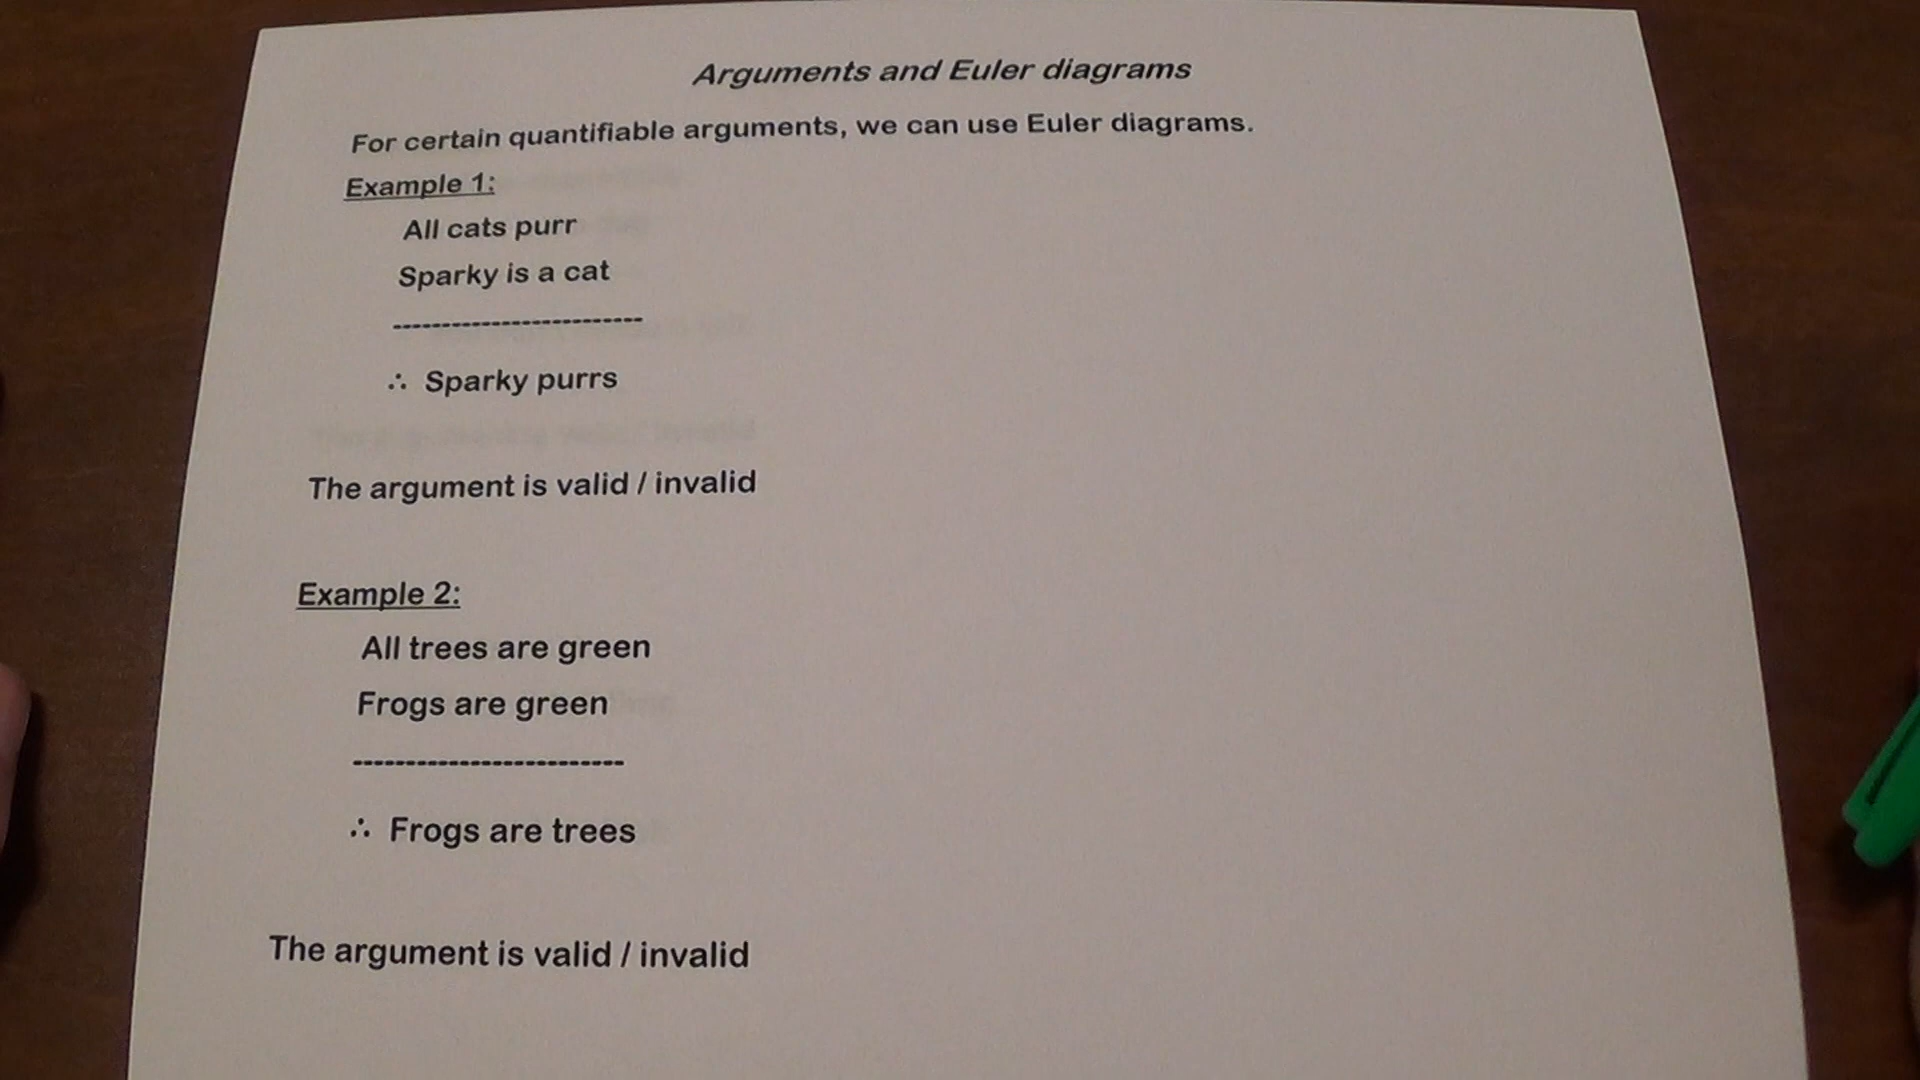 Arguments and Euler diagrams
For certain quantifiable arguments, we can use Euler diagrams.
Example 1:
All cats purr
Sparky is a cat
--------------------------
∴ Sparky purrs
The argument is valid / invalid
Example 2:
All trees are green
Frogs are green
--------------------------
∴ Frogs are trees
The argument is valid / invalid